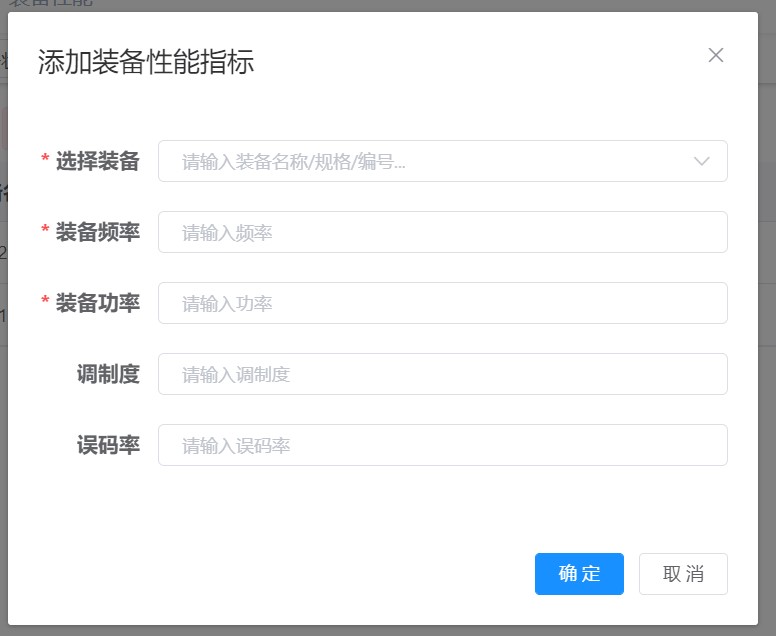 添加装备性能指标
* 选择装备
请输入装备名称/规格/编号...
* 装备频率
请输入频率
* 装备功率
请输入功率
调制度
请输入调制度
误码率
请输入误码率
确定
取消